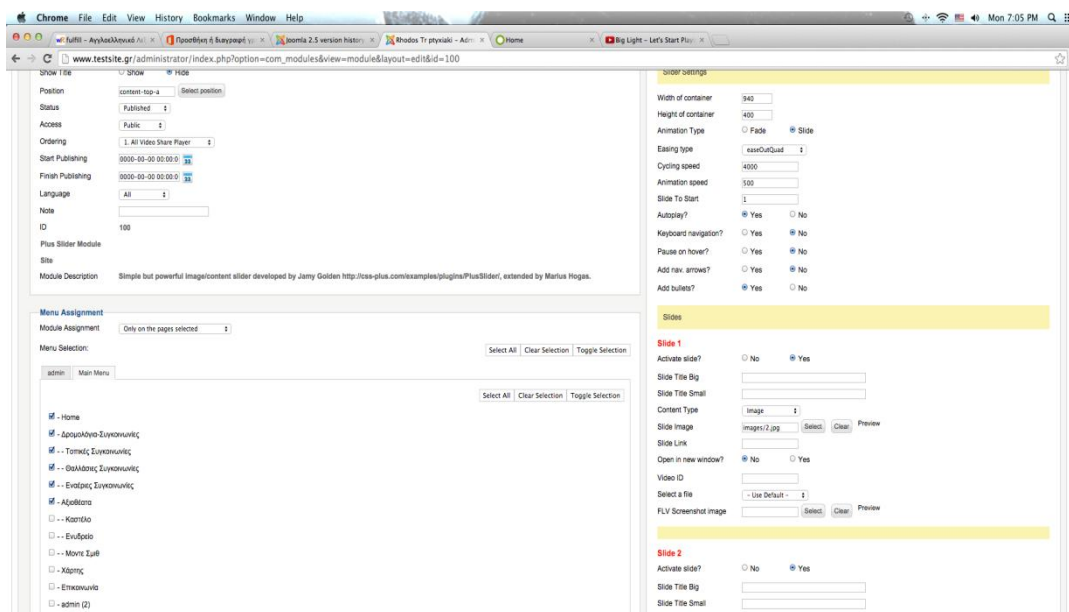 Chrome File Edit View History Bookmarks Window Help
Mon 7:05 PM
fulfill – Αγγλοελληνικό Λεξ
Προσθήκη ή διαγραφή γρ
Joomla 2.5 version history
Rhodos Tr ptyxiaki – Adm
Home
Big Light – Let's Start Play
www.testsite.gr/administrator/index.php?option=com_modules&view=module&layout=edit&id=100
Show Title Show Hide
Position content-top-a Select position
Status Published
Access Public
Ordering 1. All Video Share Player
Start Publishing 0000-00-00 00:00:0
Finish Publishing 0000-00-00 00:00:0
Language All
Note
ID 100
Plus Slider Module
Site
Module Description Simple but powerful image/content slider developed by Jamy Golden http://css-plus.com/examples/plugins/PlusSlider/, extended by Marius Hogas.
Menu Assignment
Module Assignment Only on the pages selected
Menu Selection: Select All Clear Selection Toggle Selection
admin Main Menu
Select All Clear Selection Toggle Selection
- Home
- Δρομολόγια-Συγκοινωνίες
- - Τοπικές Συγκοινωνίες
- - Θαλλάσιες Συγκοινωνίες
- - Εναέριες Συγκοινωνίες
- Αξιοθέατα
- - Καστέλο
- - Ενυδρείο
- - Μοντε Σμιθ
- Χάρτης
- Επικοινωνία
- admin (2)
Slider Settings
Width of container 940
Height of container 400
Animation Type Fade Slide
Easing type easeOutQuad
Cycling speed 4000
Animation speed 500
Slide To Start 1
Autoplay? Yes No
Keyboard navigation? Yes No
Pause on hover? Yes No
Add nav. arrows? Yes No
Add bullets? Yes No
Slides
Slide 1
Activate slide? No Yes
Slide Title Big
Slide Title Small
Content Type Image
Slide Image images/2.jpg Select Clear Preview
Slide Link
Open in new window? No Yes
Video ID
Select a file - Use Default -
FLV Screenshot image Select Clear Preview
Slide 2
Activate slide? No Yes
Slide Title Big
Slide Title Small